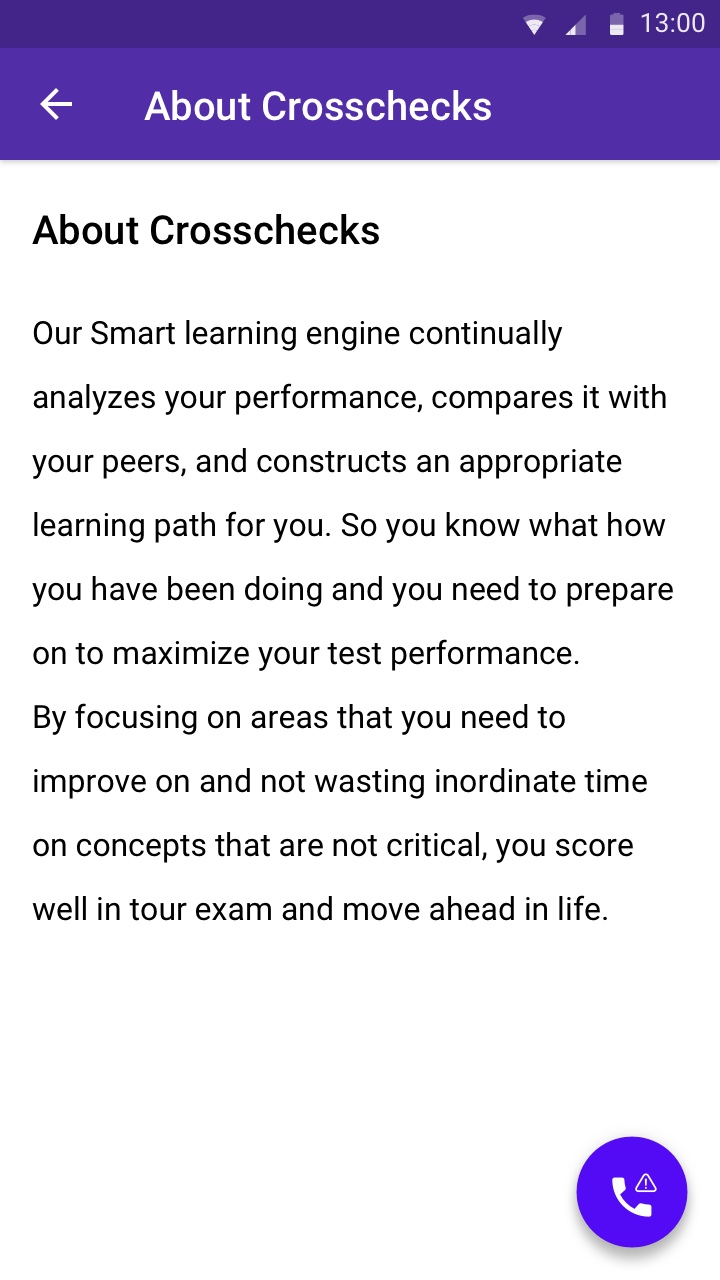 13:00
About Crosschecks
About Crosschecks
Our Smart learning engine continually
analyzes your performance, compares it with
your peers, and constructs an appropriate
learning path for you. So you know what how
you have been doing and you need to prepare
on to maximize your test performance.
By focusing on areas that you need to
improve on and not wasting inordinate time
on concepts that are not critical, you score
well in tour exam and move ahead in life.